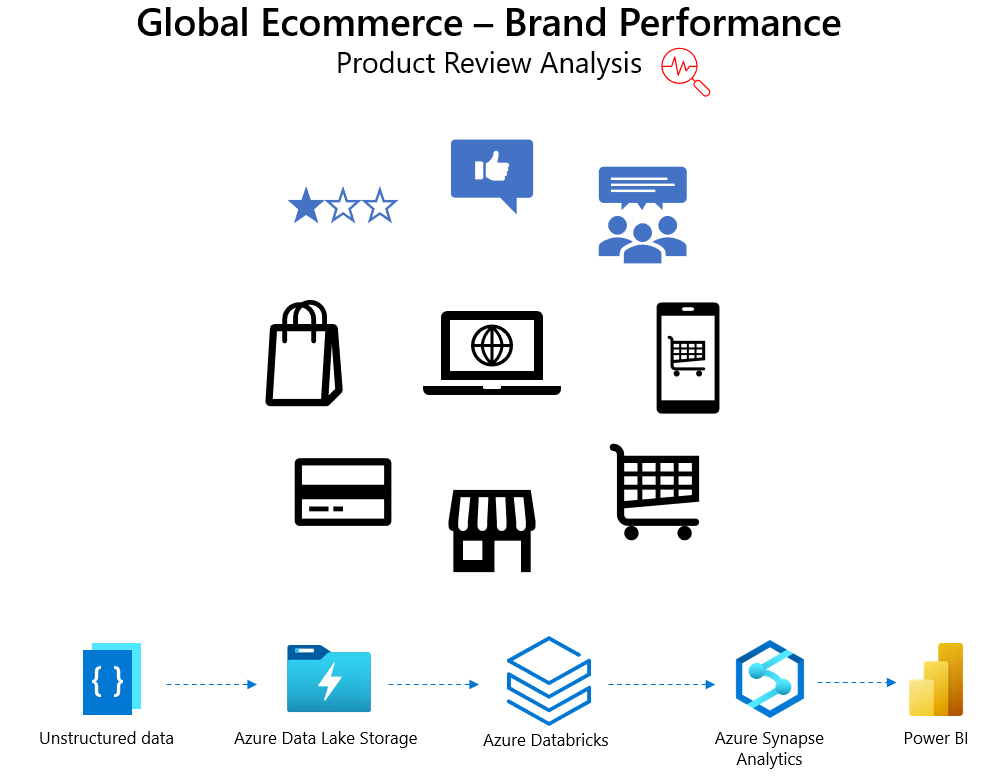 Global Ecommerce – Brand Performance
Product Review Analysis
{ }
Unstructured data
Azure Data Lake Storage
Azure Databricks
Azure Synapse
Analytics
Power BI